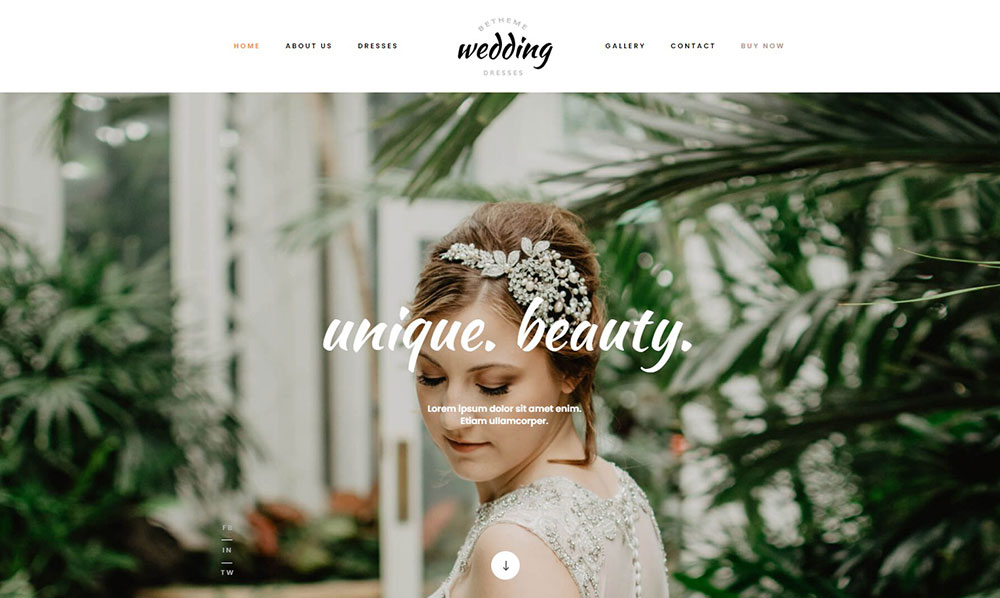 BETHEME
HOME ABOUT US DRESSES wedding GALLERY CONTACT BUY NOW
DRESSES
unique. beauty.
Lorem ipsum dolor sit amet enim.
Etiam ullamcorper.
FB
IN
TW